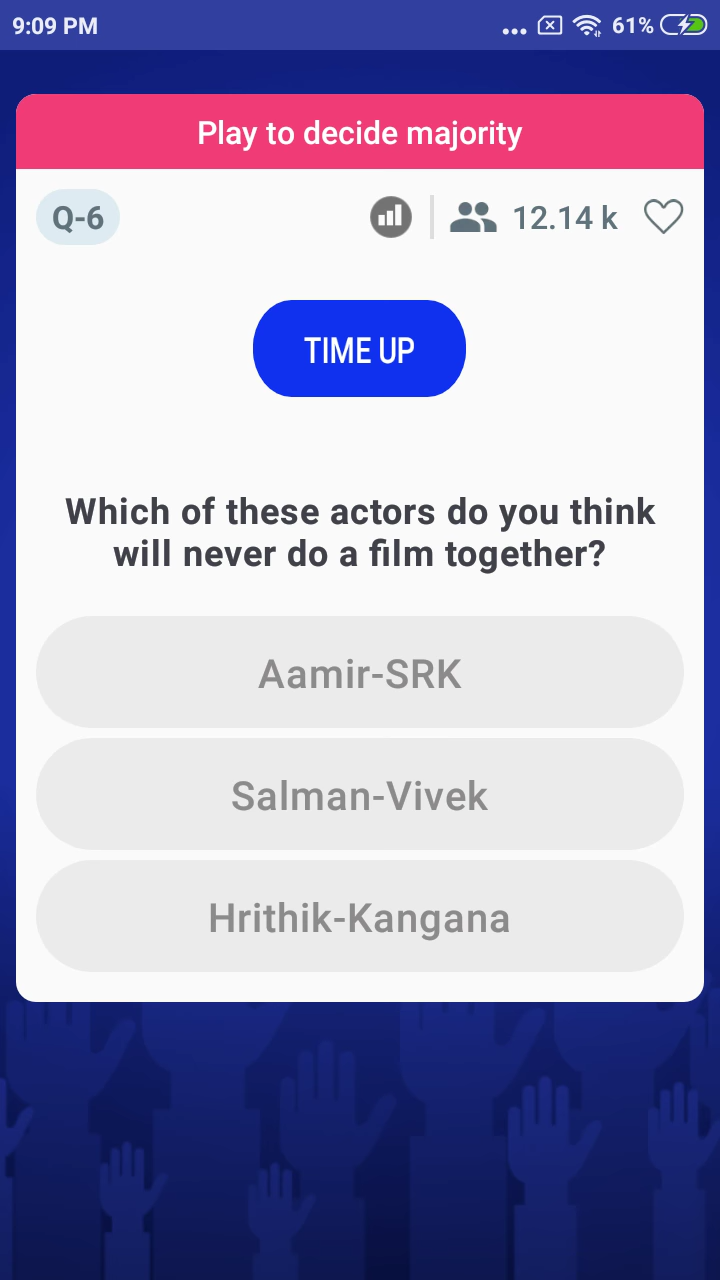 9:09 PM
61%
Play to decide majority
Q-6
12.14 k
TIME UP
Which of these actors do you think
will never do a film together?
Aamir-SRK
Salman-Vivek
Hrithik-Kangana